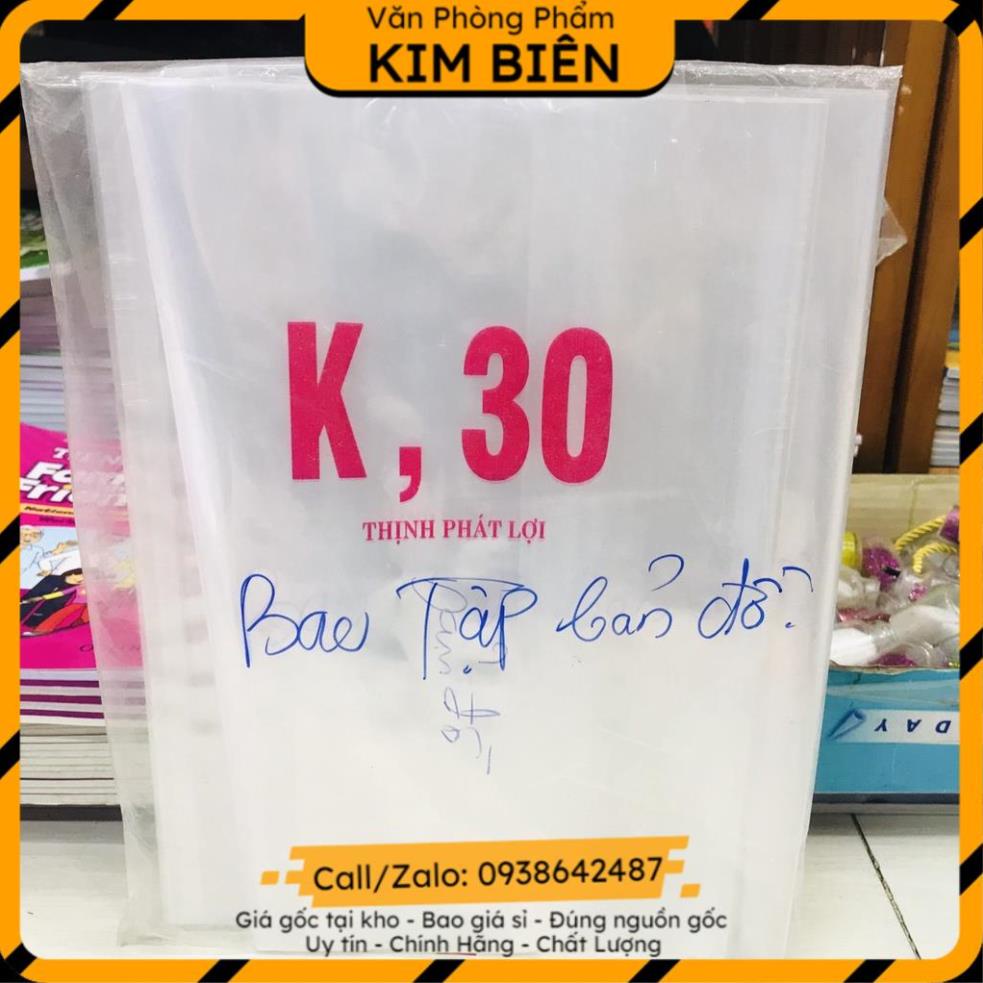 Văn Phòng Phẩm
KIM BIÊN
K, 30
THỊNH PHÁT LỢI
Bao Tập bản đồ
DAY
Call/Zalo: 0938642487
Giá gốc tại kho - Bao giá sỉ - Đúng nguồn gốc
Uy tín - Chính Hãng - Chất Lượng